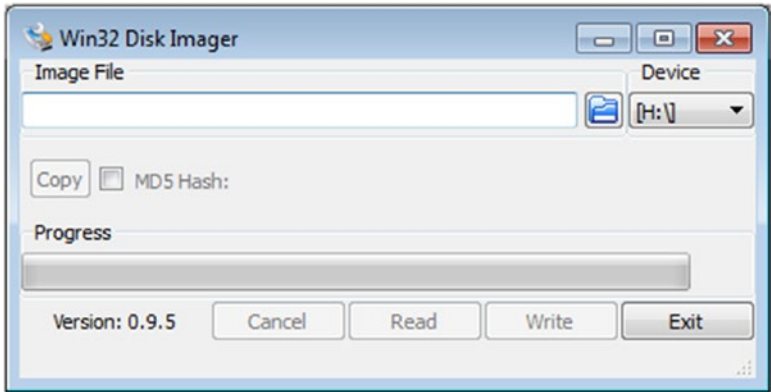 Win32 Disk Imager
Image File Device
[H:\]
Copy MD5 Hash:
Progress
Version: 0.9.5 Cancel Read Write Exit